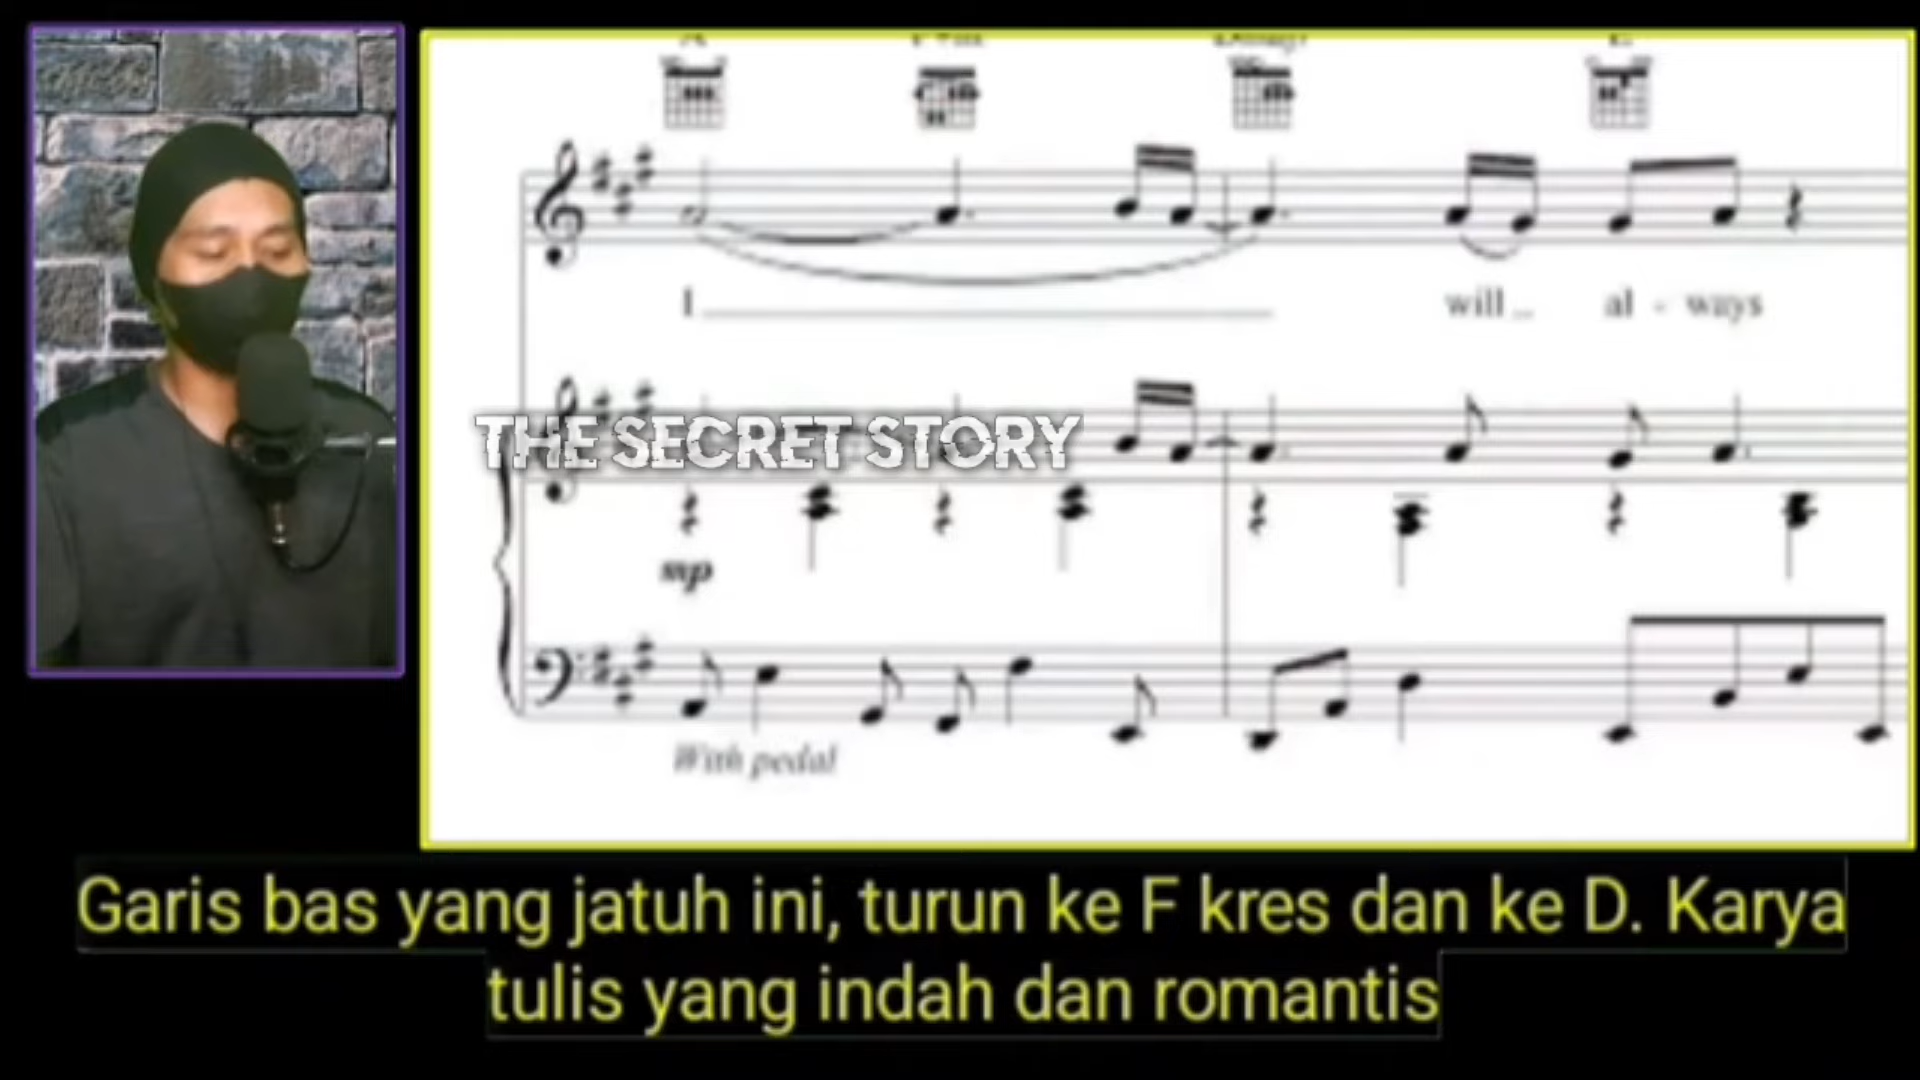 I will al - ways
THE SECRET STORY
mp
With pedal
Garis bas yang jatuh ini, turun ke F kres dan ke D. Karya
tulis yang indah dan romantis